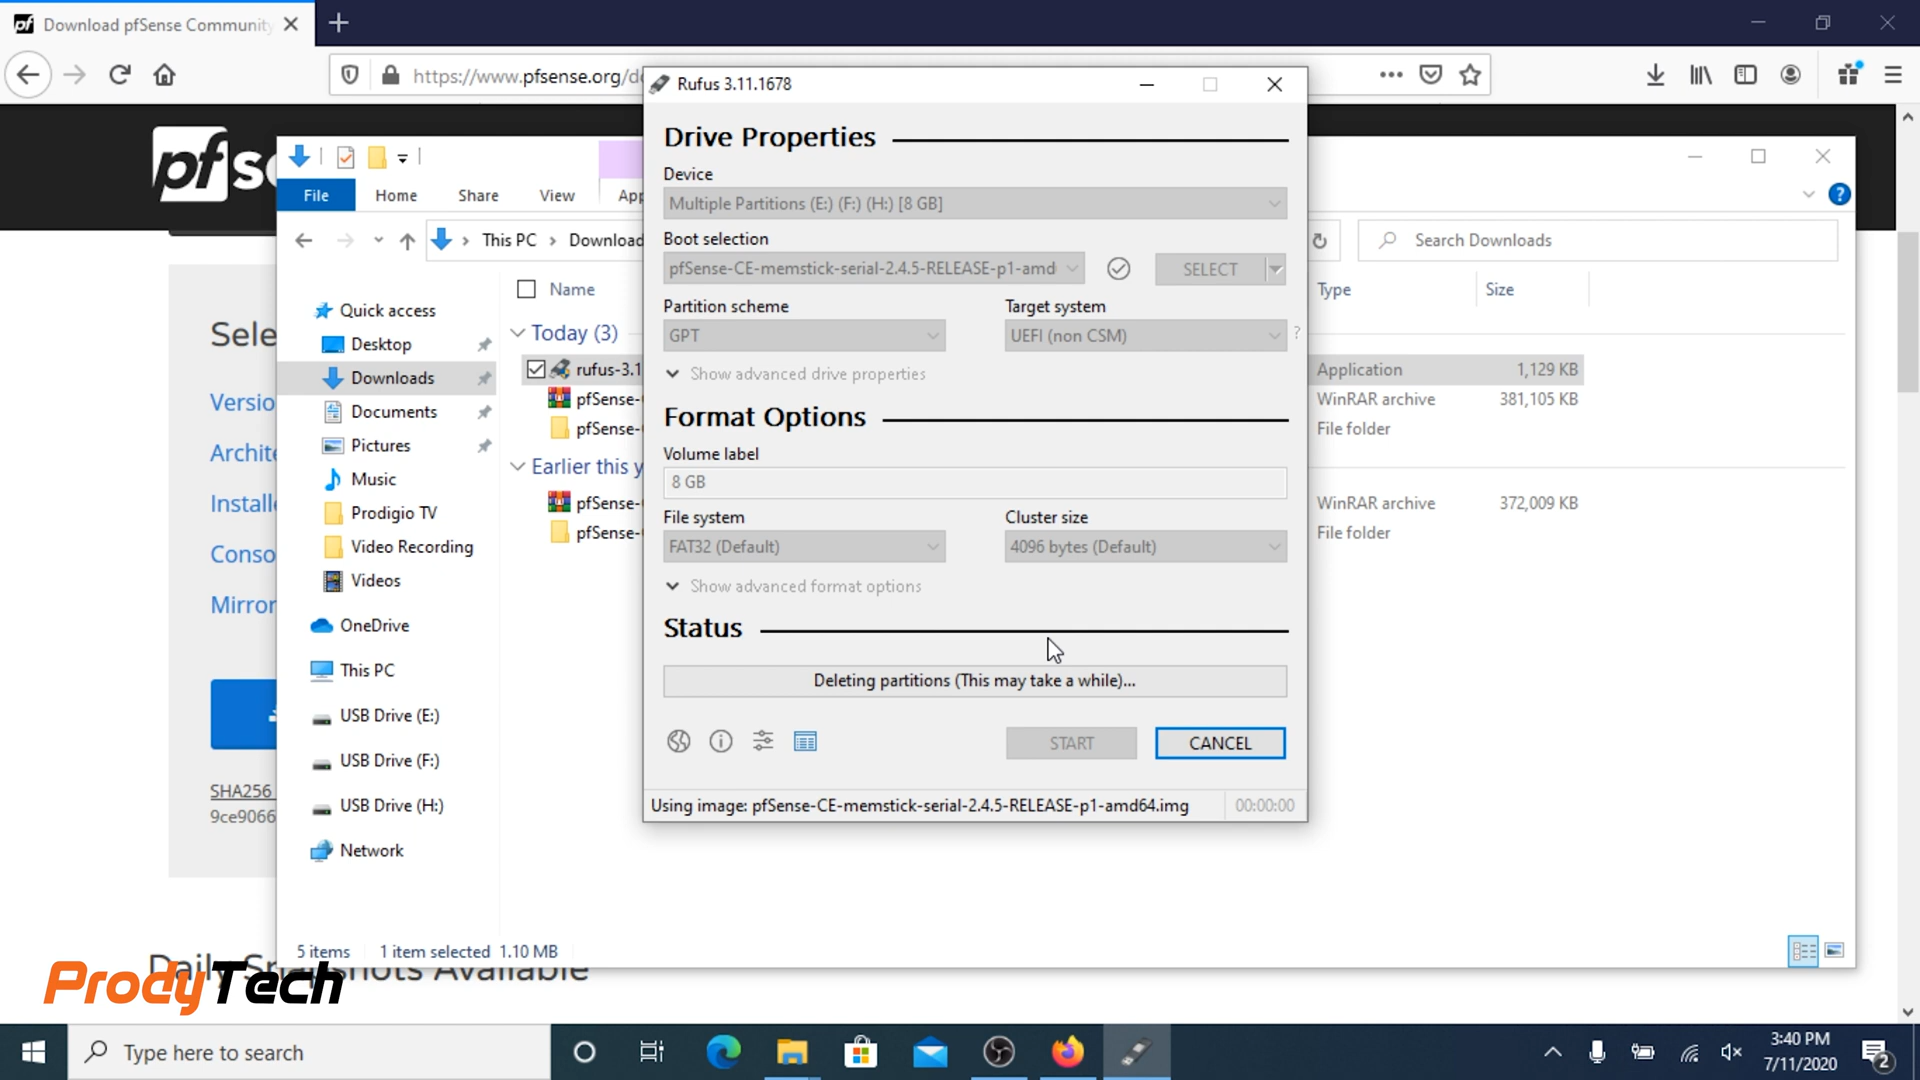 Download pfSense Community
https://www.pfsense.org/do
Rufus 3.11.1678
Drive Properties
Device
Multiple Partitions (E:) (F:) (H:) [8 GB]
Boot selection
pfSense-CE-memstick-serial-2.4.5-RELEASE-p1-amd
SELECT
Partition scheme
Target system
GPT
UEFI (non CSM)
?
Show advanced drive properties
Format Options
Volume label
8 GB
File system
Cluster size
FAT32 (Default)
4096 bytes (Default)
Show advanced format options
Status
Deleting partitions (This may take a while)...
START
CANCEL
Using image: pfSense-CE-memstick-serial-2.4.5-RELEASE-p1-amd64.img
00:00:00
pfse
File
Home
Share
View
App
This PC
Download
Search Downloads
Name
Type
Size
Quick access
Desktop
Downloads
Documents
Pictures
Music
Prodigio TV
Video Recording
Videos
OneDrive
This PC
USB Drive (E:)
USB Drive (F:)
USB Drive (H:)
Network
Today (3)
rufus-3.1
Application
1,129 KB
pfSense-
WinRAR archive
381,105 KB
pfSense-
File folder
Earlier this y
pfSense-
WinRAR archive
372,009 KB
pfSense-
File folder
5 items
1 item selected 1.10 MB
Sele
Versio
Archite
Installe
Conso
Mirror
SHA256
9ce9066
Daily Snapshots Available
ProdyTech
Type here to search
3:40 PM
7/11/2020
2